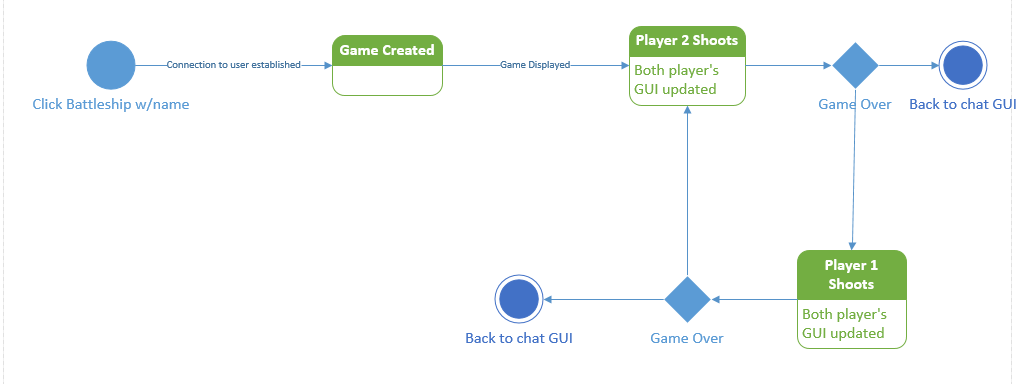 Click Battleship w/name
Connection to user established
Game Created
Game Displayed
Player 2 Shoots
Both player's
GUI updated
Game Over
Back to chat GUI
Player 1
Shoots
Both player's
GUI updated
Game Over
Back to chat GUI